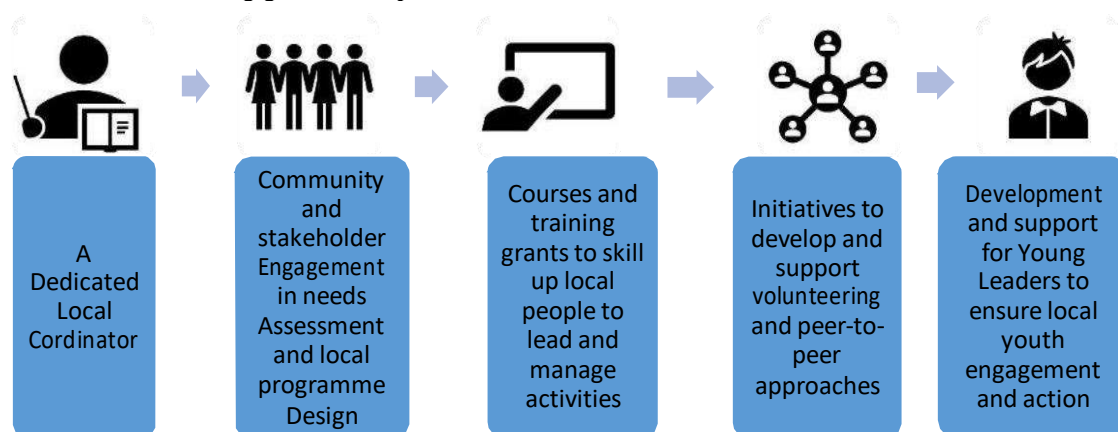 A
Dedicated
Local
Cordinator
Community
and
stakeholder
Engagement
in needs
Assessment
and local
programme
Design
Courses and
training
grants to skill
up local
people to
lead and
manage
activities
Initiatives to
develop and
support
volunteering
and peer-to-
peer
approaches
Development
and support
for Young
Leaders to
ensure local
youth
engagement
and action